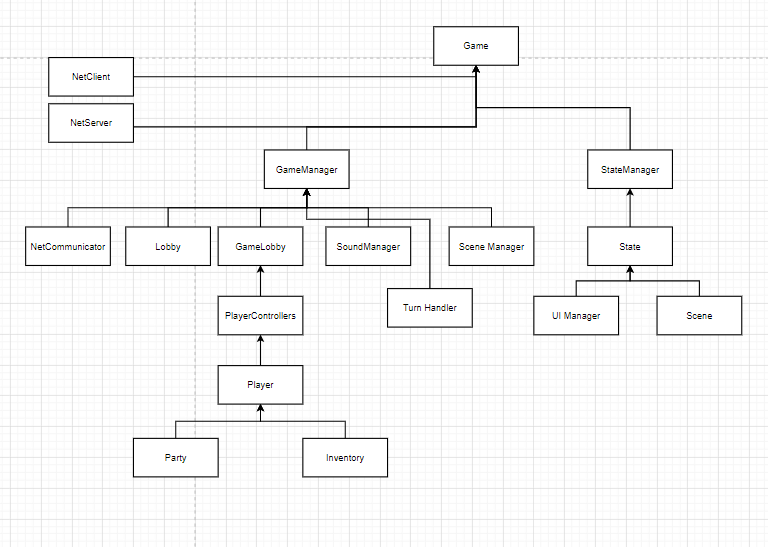 Game
NetClient
NetServer
GameManager
StateManager
NetCommunicator
Lobby
GameLobby
SoundManager
Scene Manager
State
PlayerControllers
Turn Handler
UI Manager
Scene
Player
Party
Inventory